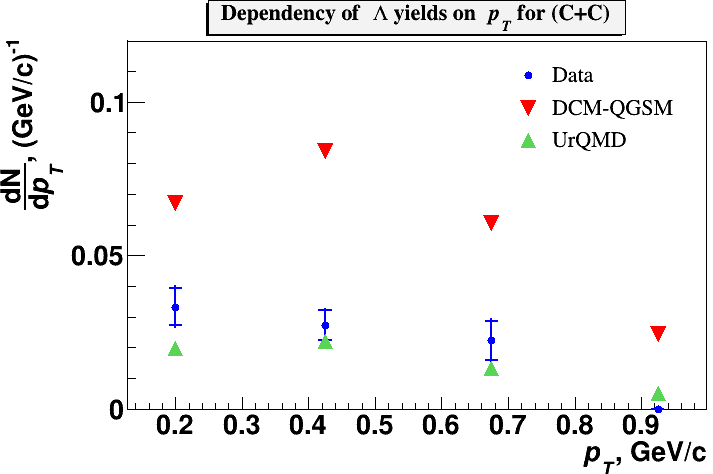 Dependency of Λ yields on p_T for (C+C)
dN/dp_T, (GeV/c)^-1
0.1
0.05
0
Data
DCM-QGSM
UrQMD
0.2 0.3 0.4 0.5 0.6 0.7 0.8 0.9
p_T, GeV/c